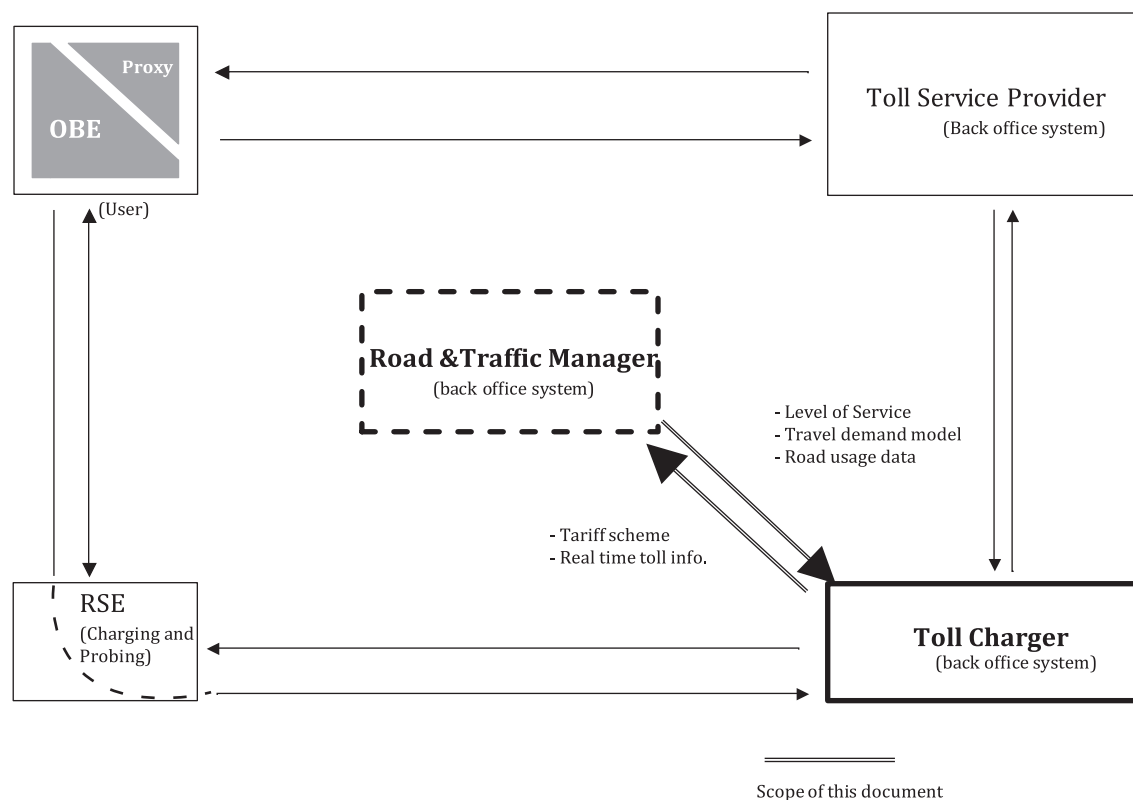 Proxy
OBE
(User)
Toll Service Provider
(Back office system)
Road &Traffic Manager
(back office system)
- Level of Service
- Travel demand model
- Road usage data
- Tariff scheme
- Real time toll info.
RSE
(Charging and
Probing)
Toll Charger
(back office system)
Scope of this document